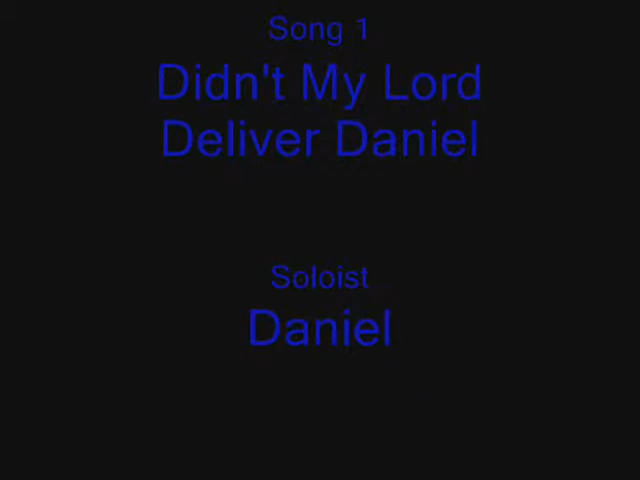 Song 1
Didn't My Lord
Deliver Daniel
Soloist
Daniel